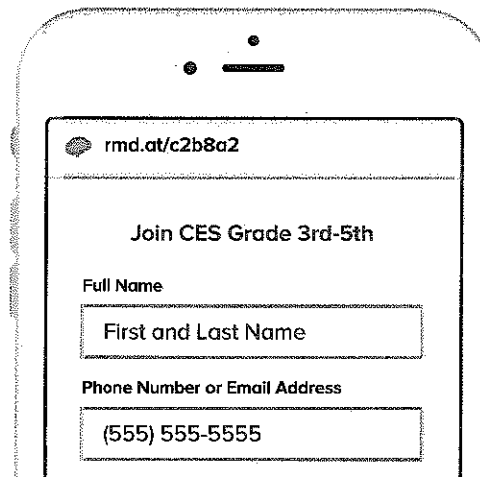 rmd.at/c2b8a2
Join CES Grade 3rd-5th
Full Name
First and Last Name
Phone Number or Email Address
(555) 555-5555